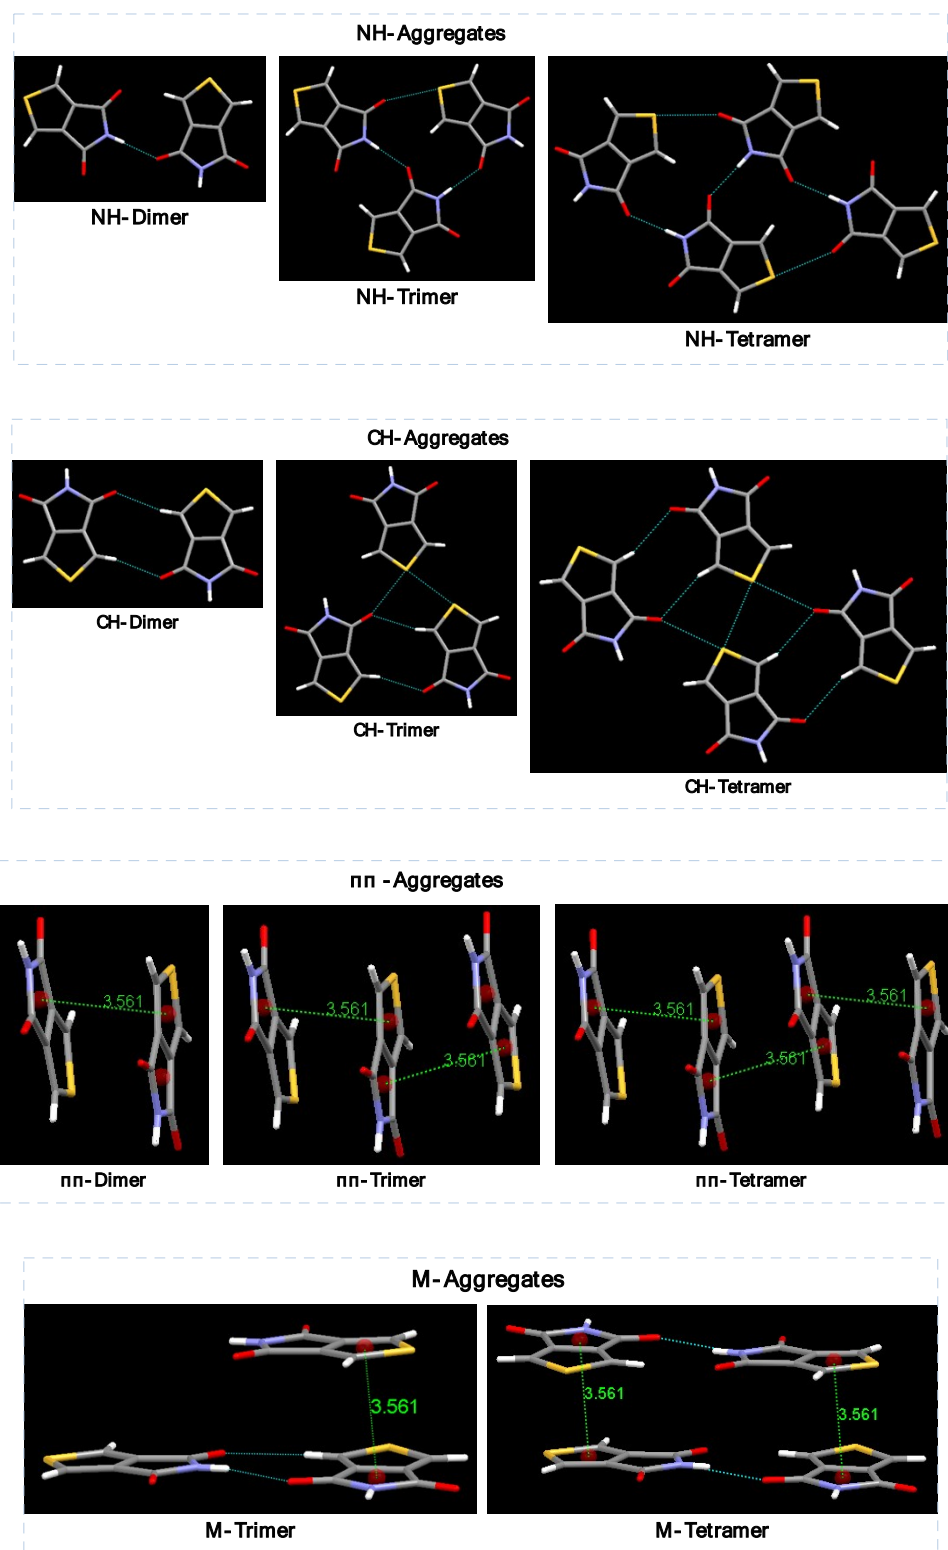 NH-Aggregates
NH-Dimer
NH-Trimer
NH-Tetramer
CH-Aggregates
CH-Dimer
CH-Trimer
CH-Tetramer
ππ -Aggregates
3.561
3.561
3.561
3.561
3.561
3.561
ππ-Dimer
ππ-Trimer
ππ-Tetramer
M-Aggregates
3.561
3.561
3.561
M-Trimer
M-Tetramer